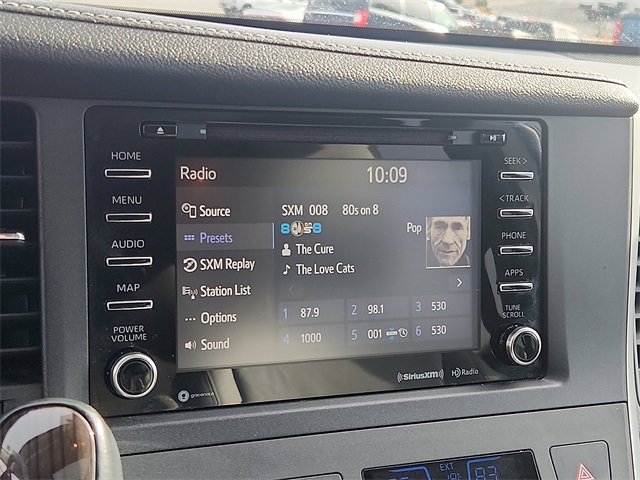 HOME
MENU
AUDIO
MAP
POWER
VOLUME
Radio
10:09
Source
Presets
SXM Replay
Station List
Options
Sound
SXM 008 80s on 8
Pop
The Cure
The Love Cats
1 87.9 2 98.1 3 530
4 1000 5 001 6 530
SEEK >
< TRACK
PHONE
APPS
TUNE
SCROLL
gracenote
((SiriusXM))
HD Radio
EXT
83